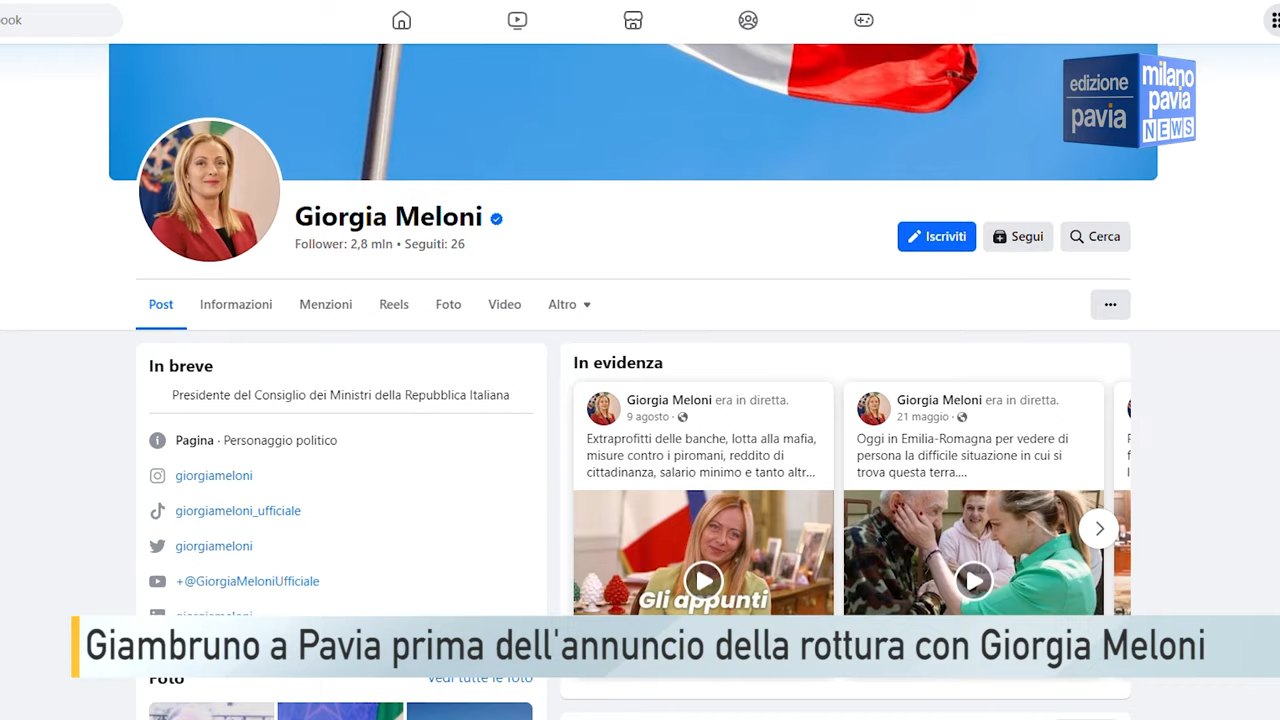 ook
edizione
pavia
milano
pavia
NEWS
Giorgia Meloni
Follower: 2,8 mln • Seguiti: 26
Iscriviti
Segui
Cerca
Post
Informazioni
Menzioni
Reels
Foto
Video
Altro
In breve
Presidente del Consiglio dei Ministri della Repubblica Italiana
Pagina · Personaggio politico
giorgiameloni
giorgiameloni_ufficiale
giorgiameloni
+@GiorgiaMeloniUfficiale
giorgiameloni
In evidenza
Giorgia Meloni era in diretta.
9 agosto ·
Extraprofitti delle banche, lotta alla mafia,
misure contro i piromani, reddito di
cittadinanza, salario minimo e tanto altr...
Gli appunti
Giorgia Meloni era in diretta.
21 maggio ·
Oggi in Emilia-Romagna per vedere di
persona la difficile situazione in cui si
trova questa terra....
Giambruno a Pavia prima dell'annuncio della rottura con Giorgia Meloni
Foto
Vedi tutte le foto